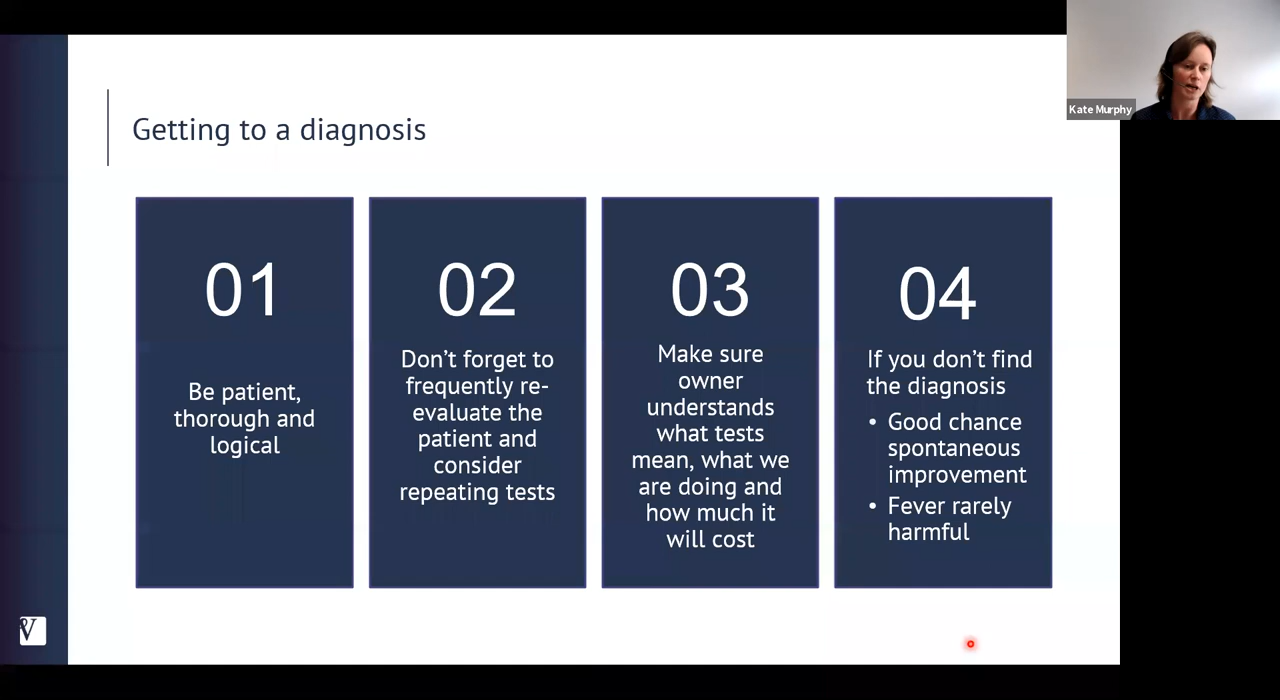 Kate Murphy
Getting to a diagnosis
01
Be patient,
thorough and
logical
02
Don’t forget to
frequently re-
evaluate the
patient and
consider
repeating tests
03
Make sure
owner
understands
what tests
mean, what we
are doing and
how much it
will cost
04
If you don’t find
the diagnosis
• Good chance
spontaneous
improvement
• Fever rarely
harmful
V